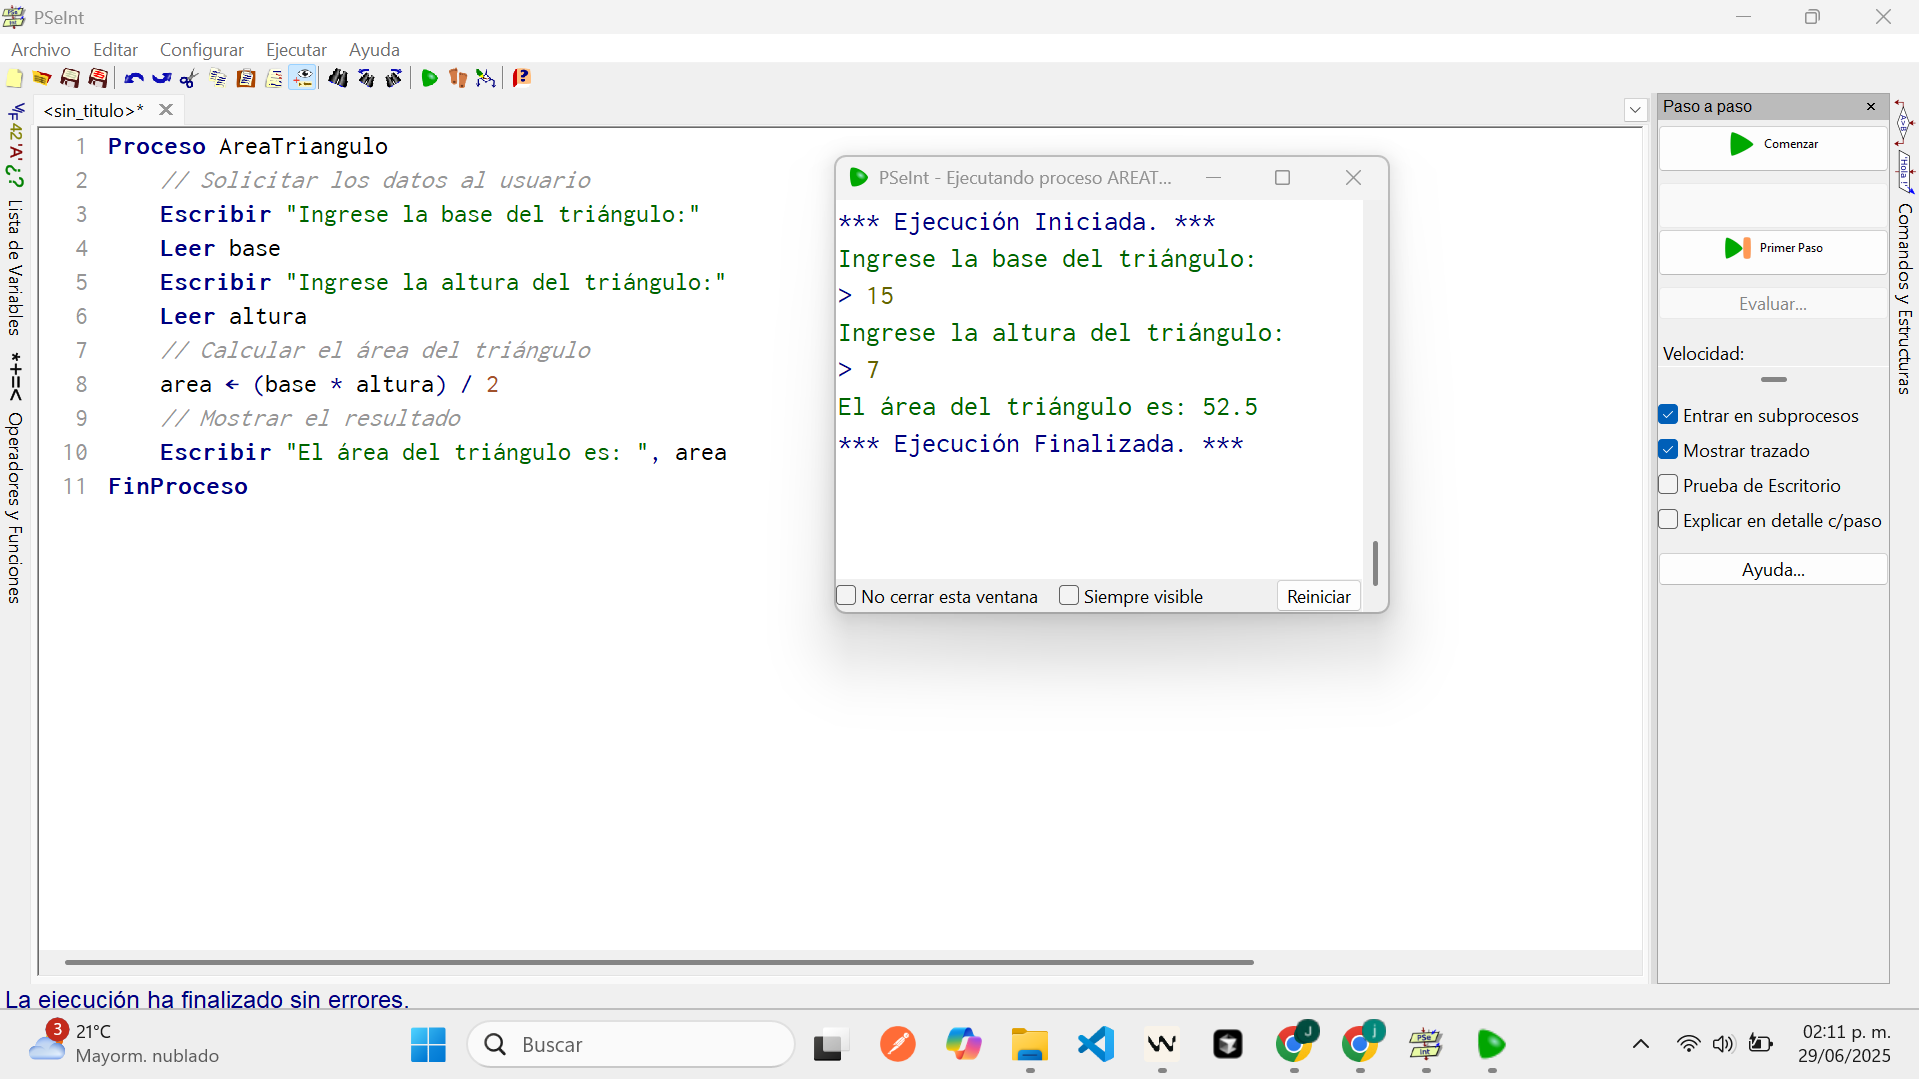 PSeInt
Archivo Editar Configurar Ejecutar Ayuda
<sin_titulo>*
1 Proceso AreaTriangulo
2 // Solicitar los datos al usuario
3 Escribir "Ingrese la base del triángulo:"
4 Leer base
5 Escribir "Ingrese la altura del triángulo:"
6 Leer altura
7 // Calcular el área del triángulo
8 area ← (base * altura) / 2
9 // Mostrar el resultado
10 Escribir "El área del triángulo es: ", area
11 FinProceso
Lista de Variables
*+=< Operadores y Funciones
PSeInt - Ejecutando proceso AREAT...
*** Ejecución Iniciada. ***
Ingrese la base del triángulo:
> 15
Ingrese la altura del triángulo:
> 7
El área del triángulo es: 52.5
*** Ejecución Finalizada. ***
No cerrar esta ventana
Siempre visible
Reiniciar
Paso a paso
Comenzar
Primer Paso
Evaluar...
Velocidad:
Entrar en subprocesos
Mostrar trazado
Prueba de Escritorio
Explicar en detalle c/paso
Ayuda...
Comandos y Estructuras
La ejecución ha finalizado sin errores.
3
21°C
Mayorm. nublado
Buscar
J
j
02:11 p. m.
29/06/2025